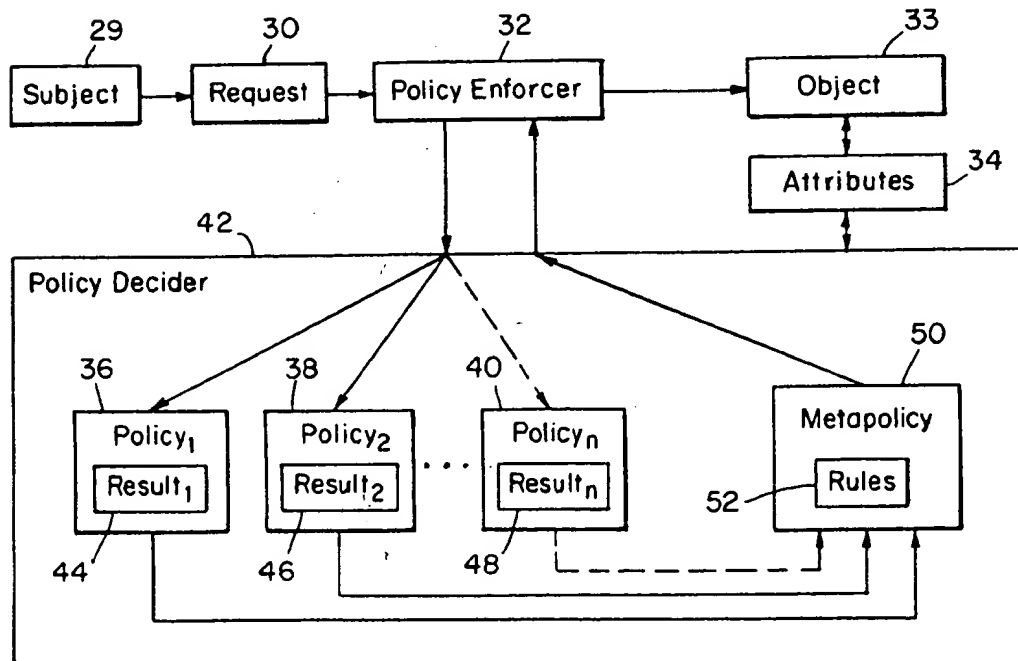 29
30
32
33
Subject
Request
Policy Enforcer
Object
Attributes
34
42
Policy Decider
36
38
40
50
Policy₁
Policy₂
Policyₙ
Metapolicy
Result₁
Result₂
. . .
Resultₙ
52
Rules
44
46
48